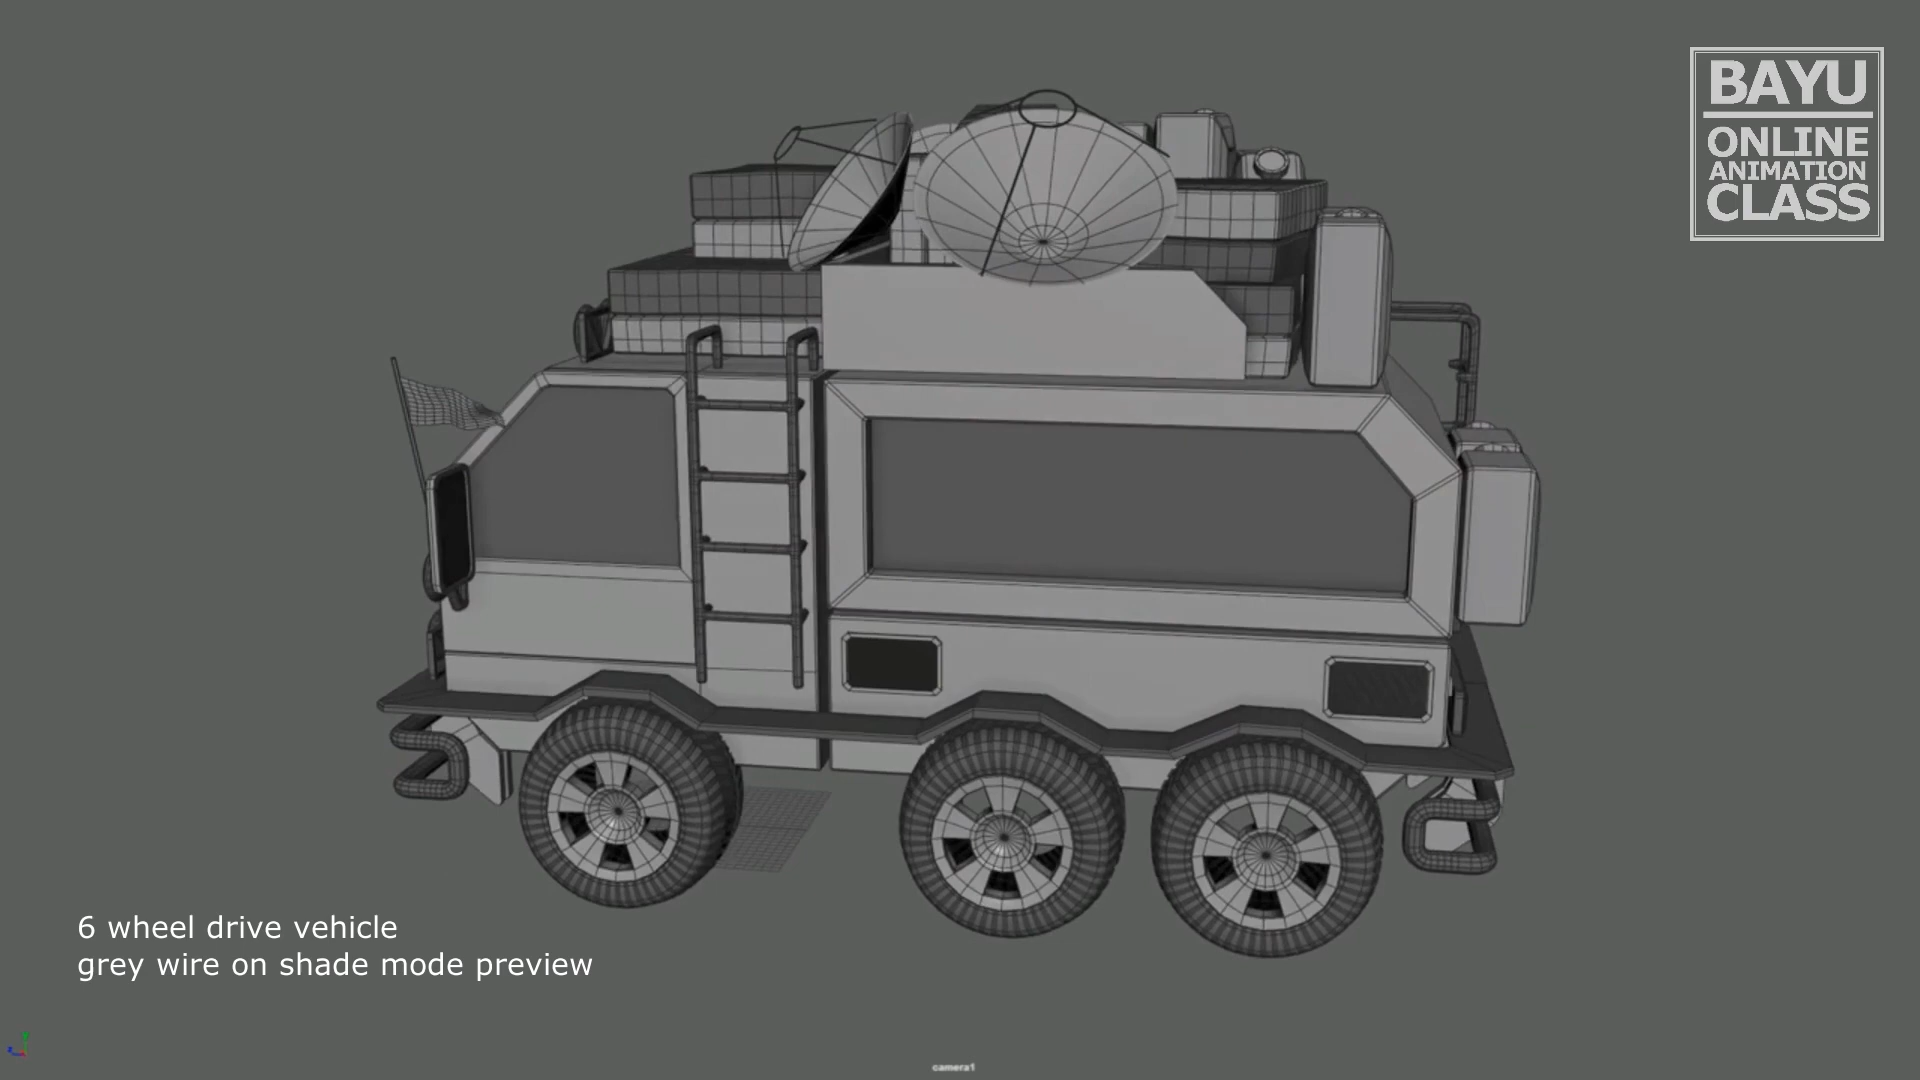 BAYU
ONLINE
ANIMATION
CLASS
6 wheel drive vehicle
grey wire on shade mode preview
camera1